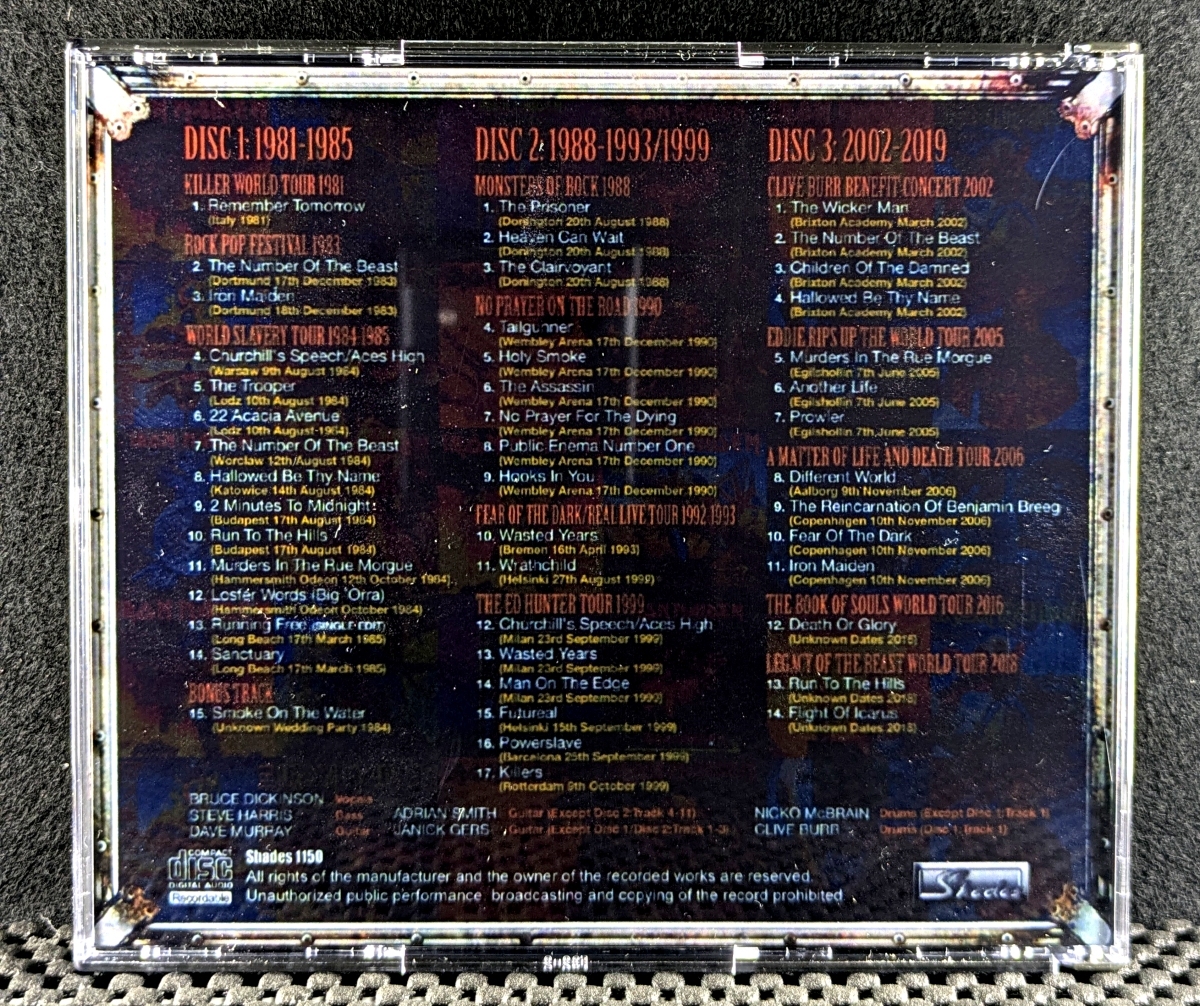 DISC 1: 1981-1985
KILLER WORLD TOUR 1981
1. Remember Tomorrow
(Italy 1981)
ROCK POP FESTIVAL 1983
2. The Number Of The Beast
(Dortmund 17th December 1983)
3. Iron Maiden
(Dortmund 18th December 1983)
WORLD SLAVERY TOUR 1984-1985
4. Churchill's Speech/Aces High
(Warsaw 9th August 1984)
5. The Trooper
(Lodz 10th August 1984)
6. 22 Acacia Avenue
(Lodz 10th August 1984)
7. The Number Of The Beast
(Worclaw 12th August 1984)
8. Hallowed Be Thy Name
(Katowice 14th August 1984)
9. 2 Minutes To Midnight
(Budapest 17th August 1984)
10. Run To The Hills
(Budapest 17th August 1984)
11. Murders In The Rue Morgue
(Hammersmith Odeon 12th October 1984)
12. Losfer Words (Big 'Orra)
(Hammersmith Odeon October 1984)
13. Running Free (SINGLE EDIT)
(Long Beach 17th March 1985)
14. Sanctuary
(Long Beach 17th March 1985)
BONUS TRACK
15. Smoke On The Water
(Unknown Wedding Party 1984)
DISC 2: 1988-1993/1999
MONSTERS OF ROCK 1988
1. The Prisoner
(Donington 20th August 1988)
2. Heaven Can Wait
(Donington 20th August 1988)
3. The Clairvoyant
(Donington 20th August 1988)
NO PRAYER ON THE ROAD 1990
4. Tailgunner
(Wembley Arena 17th December 1990)
5. Holy Smoke
(Wembley Arena 17th December 1990)
6. The Assassin
(Wembley Arena 17th December 1990)
7. No Prayer For The Dying
(Wembley Arena 17th December 1990)
8. Public Enema Number One
(Wembley Arena 17th December 1990)
9. Hooks In You
(Wembley Arena 17th December 1990)
FEAR OF THE DARK/REAL LIVE TOUR 1992-1993
10. Wasted Years
(Bremen 16th April 1993)
11. Wrathchild
(Helsinki 27th August 1999)
THE ED HUNTER TOUR 1999
12. Churchill's Speech/Aces High
(Milan 23rd September 1999)
13. Wasted Years
(Milan 23rd September 1999)
14. Man On The Edge
(Milan 23rd September 1999)
15. Futureal
(Helsinki 15th September 1999)
16. Powerslave
(Barcelona 25th September 1999)
17. Killers
(Rotterdam 9th October 1999)
DISC 3: 2002-2019
CLIVE BURR BENEFIT CONCERT 2002
1. The Wicker Man
(Brixton Academy March 2002)
2. The Number Of The Beast
(Brixton Academy March 2002)
3. Children Of The Damned
(Brixton Academy March 2002)
4. Hallowed Be Thy Name
(Brixton Academy March 2002)
EDDIE RIPS UP THE WORLD TOUR 2005
5. Murders In The Rue Morgue
(Egilshollin 7th June 2005)
6. Another Life
(Egilshollin 7th June 2005)
7. Prowler
(Egilshollin 7th June 2005)
A MATTER OF LIFE AND DEATH TOUR 2006
8. Different World
(Aalborg 9th November 2006)
9. The Reincarnation Of Benjamin Breeg
(Copenhagen 10th November 2006)
10. Fear Of The Dark
(Copenhagen 10th November 2006)
11. Iron Maiden
(Copenhagen 10th November 2006)
THE BOOK OF SOULS WORLD TOUR 2016
12. Death Or Glory
(Unknown Dates 2016)
LEGACY OF THE BEAST WORLD TOUR 2018
13. Run To The Hills
(Unknown Dates 2018)
14. Flight Of Icarus
(Unknown Dates 2018)
BRUCE DICKINSON Vocals
STEVE HARRIS Bass
DAVE MURRAY Guitar
ADRIAN SMITH Guitar (Except Disc 2:Track 4-11)
JANICK GERS Guitar (Except Disc 1/Disc 2:Track 1-3)
NICKO McBRAIN Drums (Except Disc 1:Track 1)
CLIVE BURR Drums (Disc 1:Track 1)
COMPACT
disc
DIGITAL AUDIO
Recordable
Shades 1150
All rights of the manufacturer and the owner of the recorded works are reserved.
Unauthorized public performance, broadcasting and copying of the record prohibited
Shades